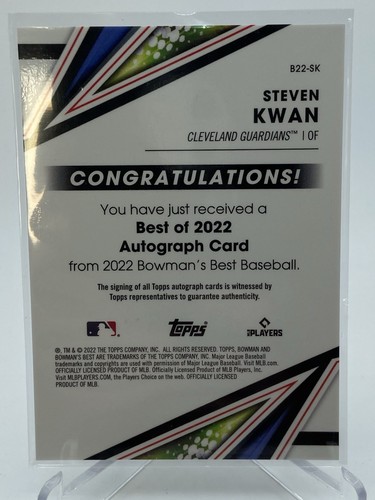 B22-SK
STEVEN
KWAN
CLEVELAND GUARDIANS™ | OF
CONGRATULATIONS!
You have just received a
Best of 2022
Autograph Card
from 2022 Bowman's Best Baseball.
The signing of all Topps autograph cards is witnessed by
Topps representatives to guarantee authenticity.
Topps
MLB PLAYERS
®, TM & © 2022 THE TOPPS COMPANY, INC. ALL RIGHTS RESERVED. TOPPS, BOWMAN AND
BOWMAN'S BEST ARE TRADEMARKS OF THE TOPPS COMPANY, INC. Major League Baseball
trademarks and copyrights are used with permission of Major League Baseball. Visit MLB.com.
OFFICIALLY LICENSED PRODUCT OF MLB. Officially Licensed Product of MLB Players, Inc.
Visit MLBPLAYERS.com, the Players Choice on the web. OFFICIALLY LICENSED
PRODUCT OF MLB.